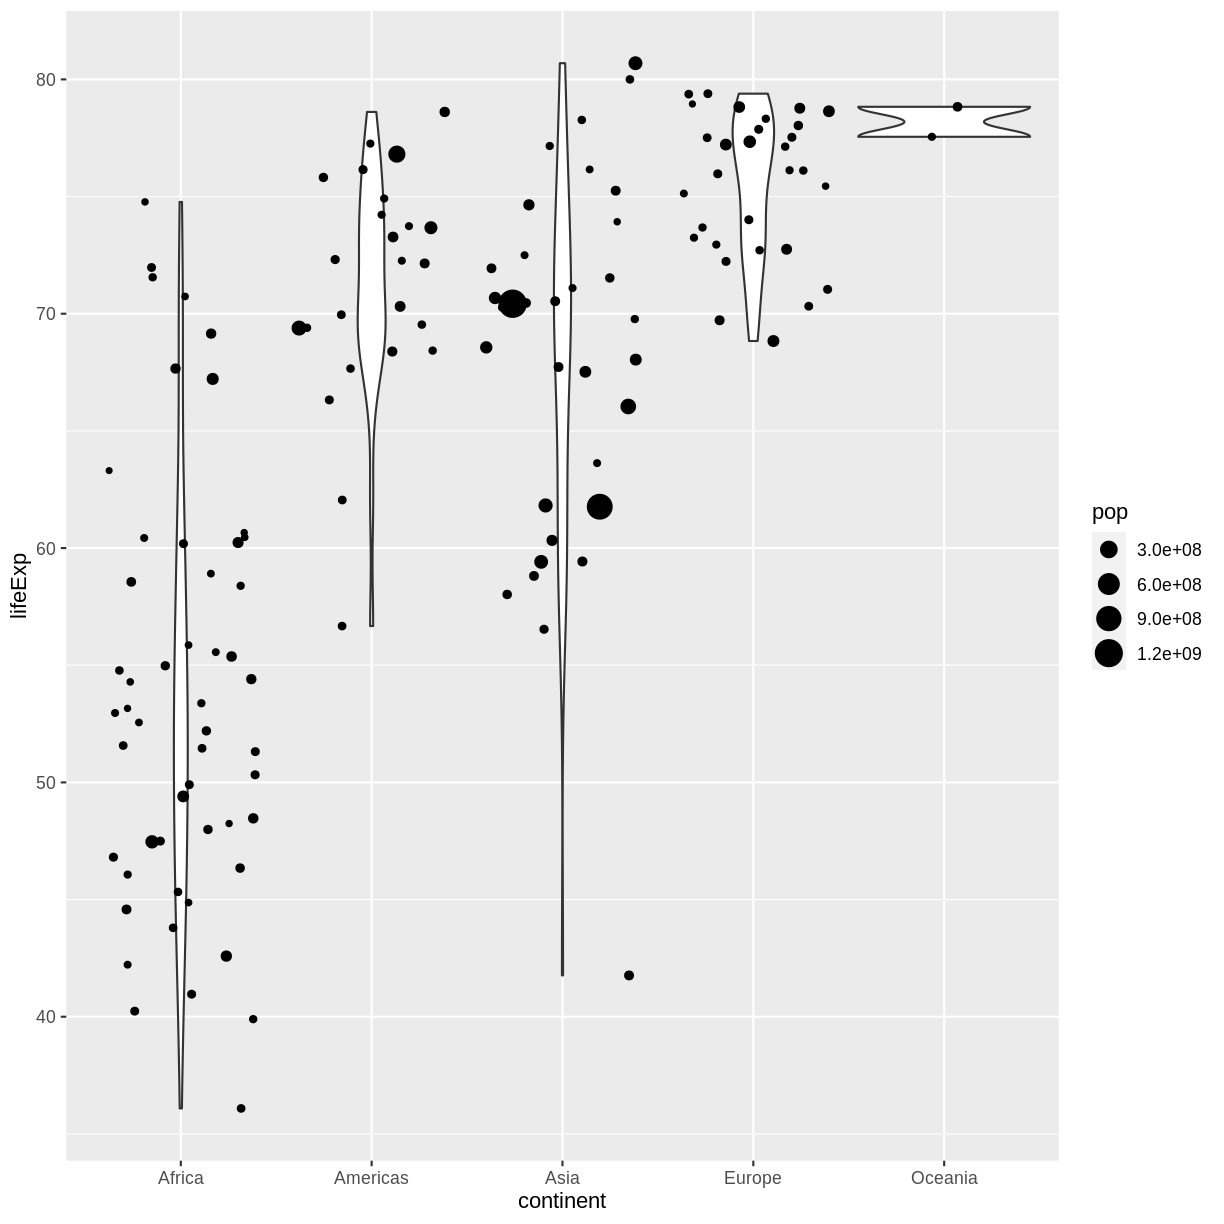 80
70
60
50
40
lifeExp
Africa
Americas
Asia
Europe
Oceania
continent
pop
3.0e+08
6.0e+08
9.0e+08
1.2e+09